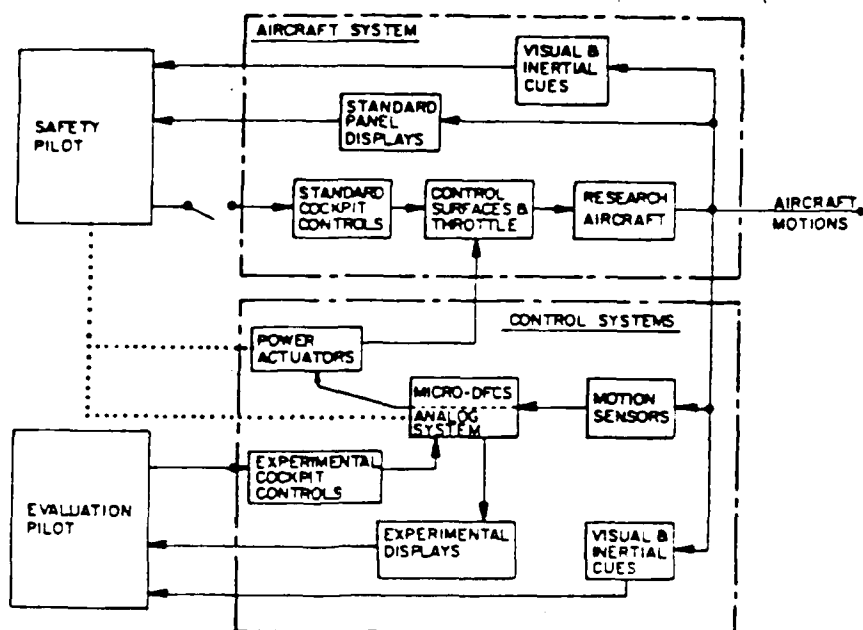 AIRCRAFT SYSTEM
VISUAL &
INERTIAL
CUES
SAFETY
PILOT
STANDARD
PANEL
DISPLAYS
STANDARD
COCKPIT
CONTROLS
CONTROL
SURFACES &
THROTTLE
RESEARCH
AIRCRAFT
AIRCRAFT
MOTIONS
CONTROL SYSTEMS
POWER
ACTUATORS
MICRO-DFCS
ANALOG
SYSTEM
MOTION
SENSORS
EVALUATION
PILOT
EXPERIMENTAL
COCKPIT
CONTROLS
EXPERIMENTAL
DISPLAYS
VISUAL &
INERTIAL
CUES